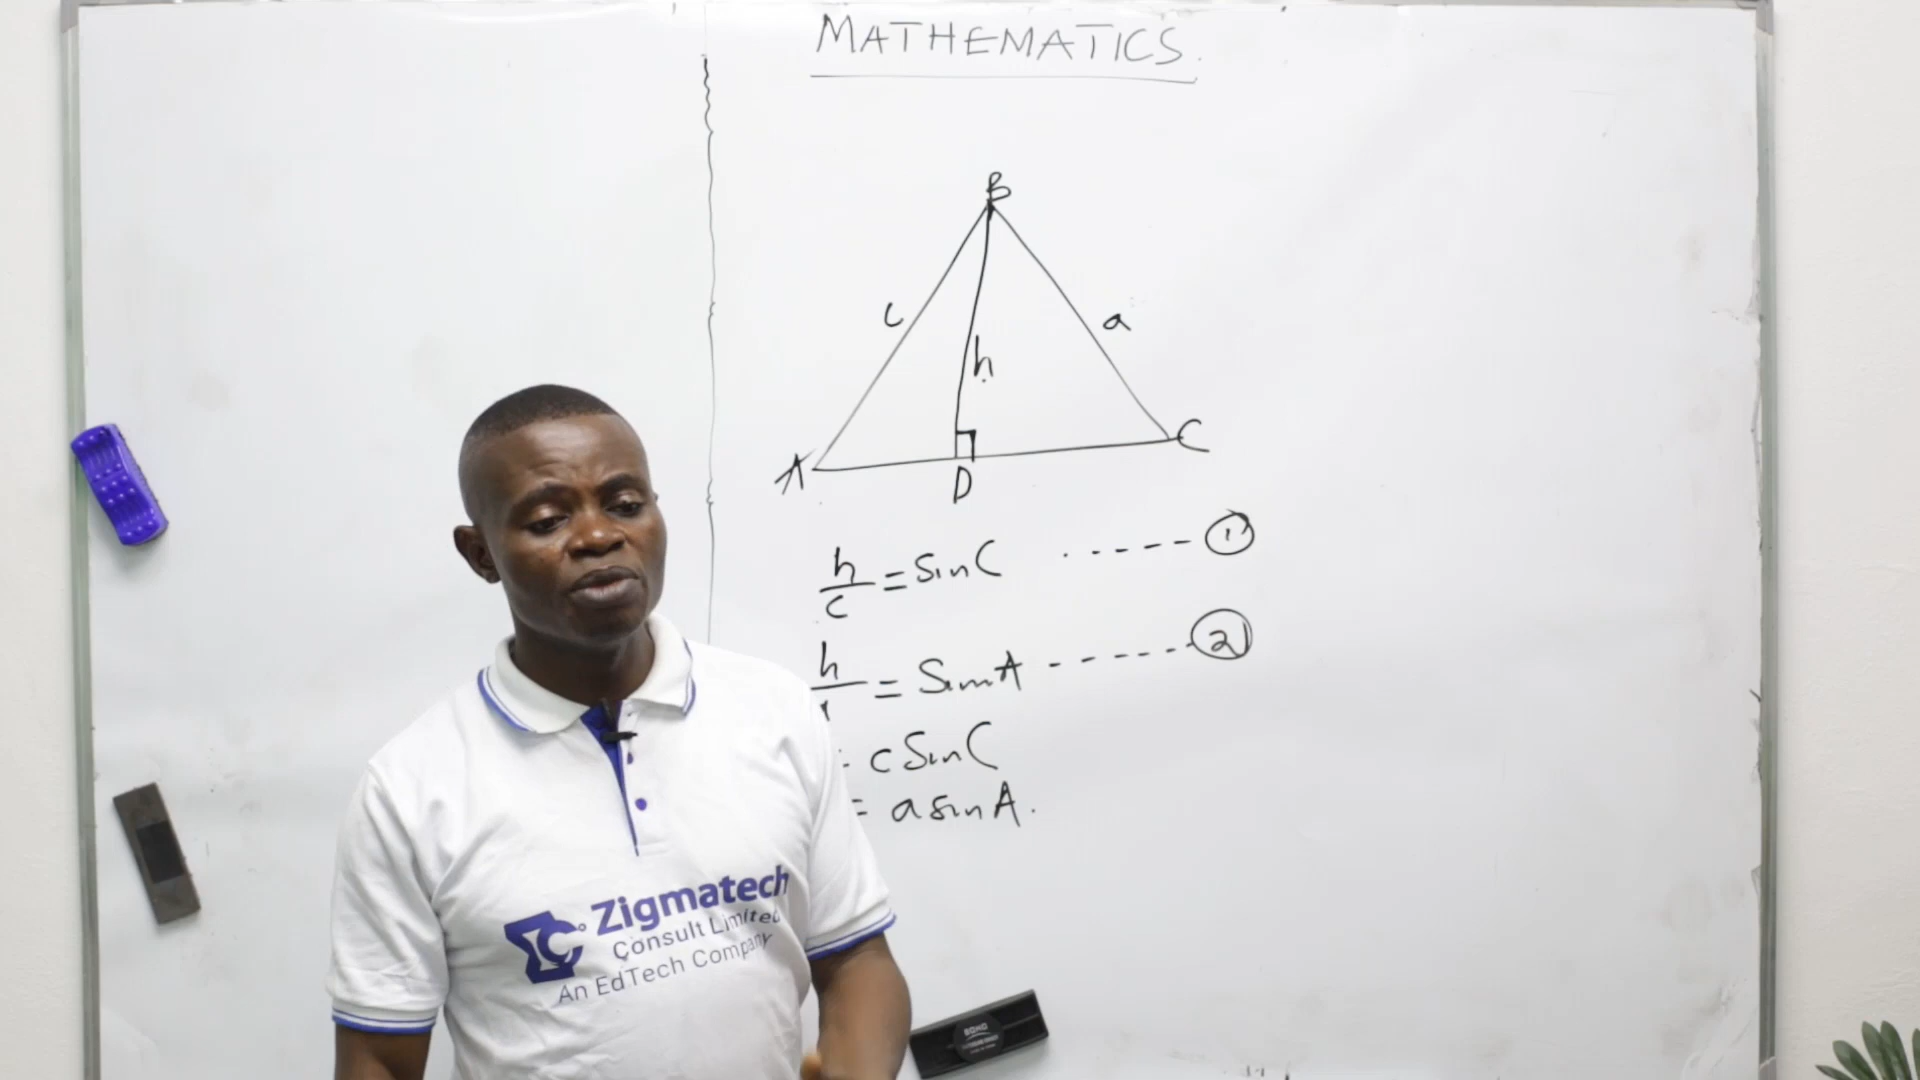 MATHEMATICS.
B
c
a
h
A
D
C
h/c = Sin C ------ ①
h/ = Sin A ------ ②
= c Sin C
= a sin A.
Zigmatech
Consult Limited
An EdTech Company